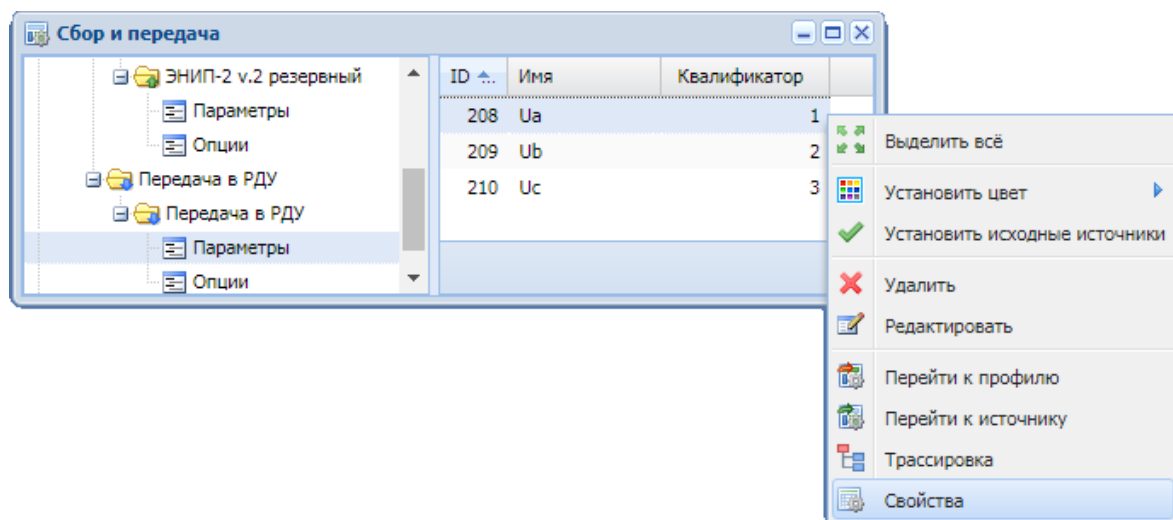 Сбор и передача
ЭНИП-2 v.2 резервный
Параметры
Опции
Передача в РДУ
Передача в РДУ
Параметры
Опции
ID Имя Квалификатор
208 Ua 1
209 Ub 2
210 Uc 3
Выделить всё
Установить цвет
Установить исходные источники
Удалить
Редактировать
Перейти к профилю
Перейти к источнику
Трассировка
Свойства